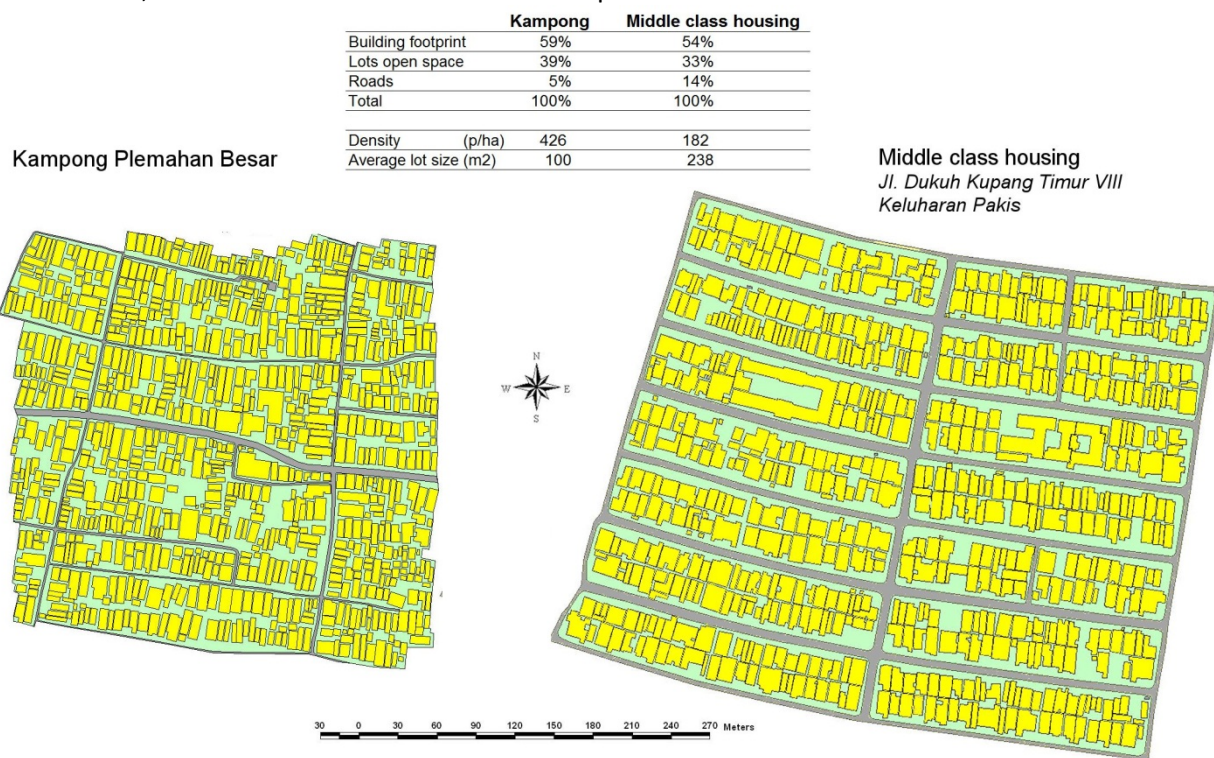 Kampong Middle class housing
Building footprint 59% 54%
Lots open space 39% 33%
Roads 5% 14%
Total 100% 100%
Density (p/ha) 426 182
Average lot size (m2) 100 238
Kampong Plemahan Besar
Middle class housing
Jl. Dukuh Kupang Timur VIII
Keluharan Pakis
N
W E
S
30 0 30 60 90 120 150 180 210 240 270 Meters